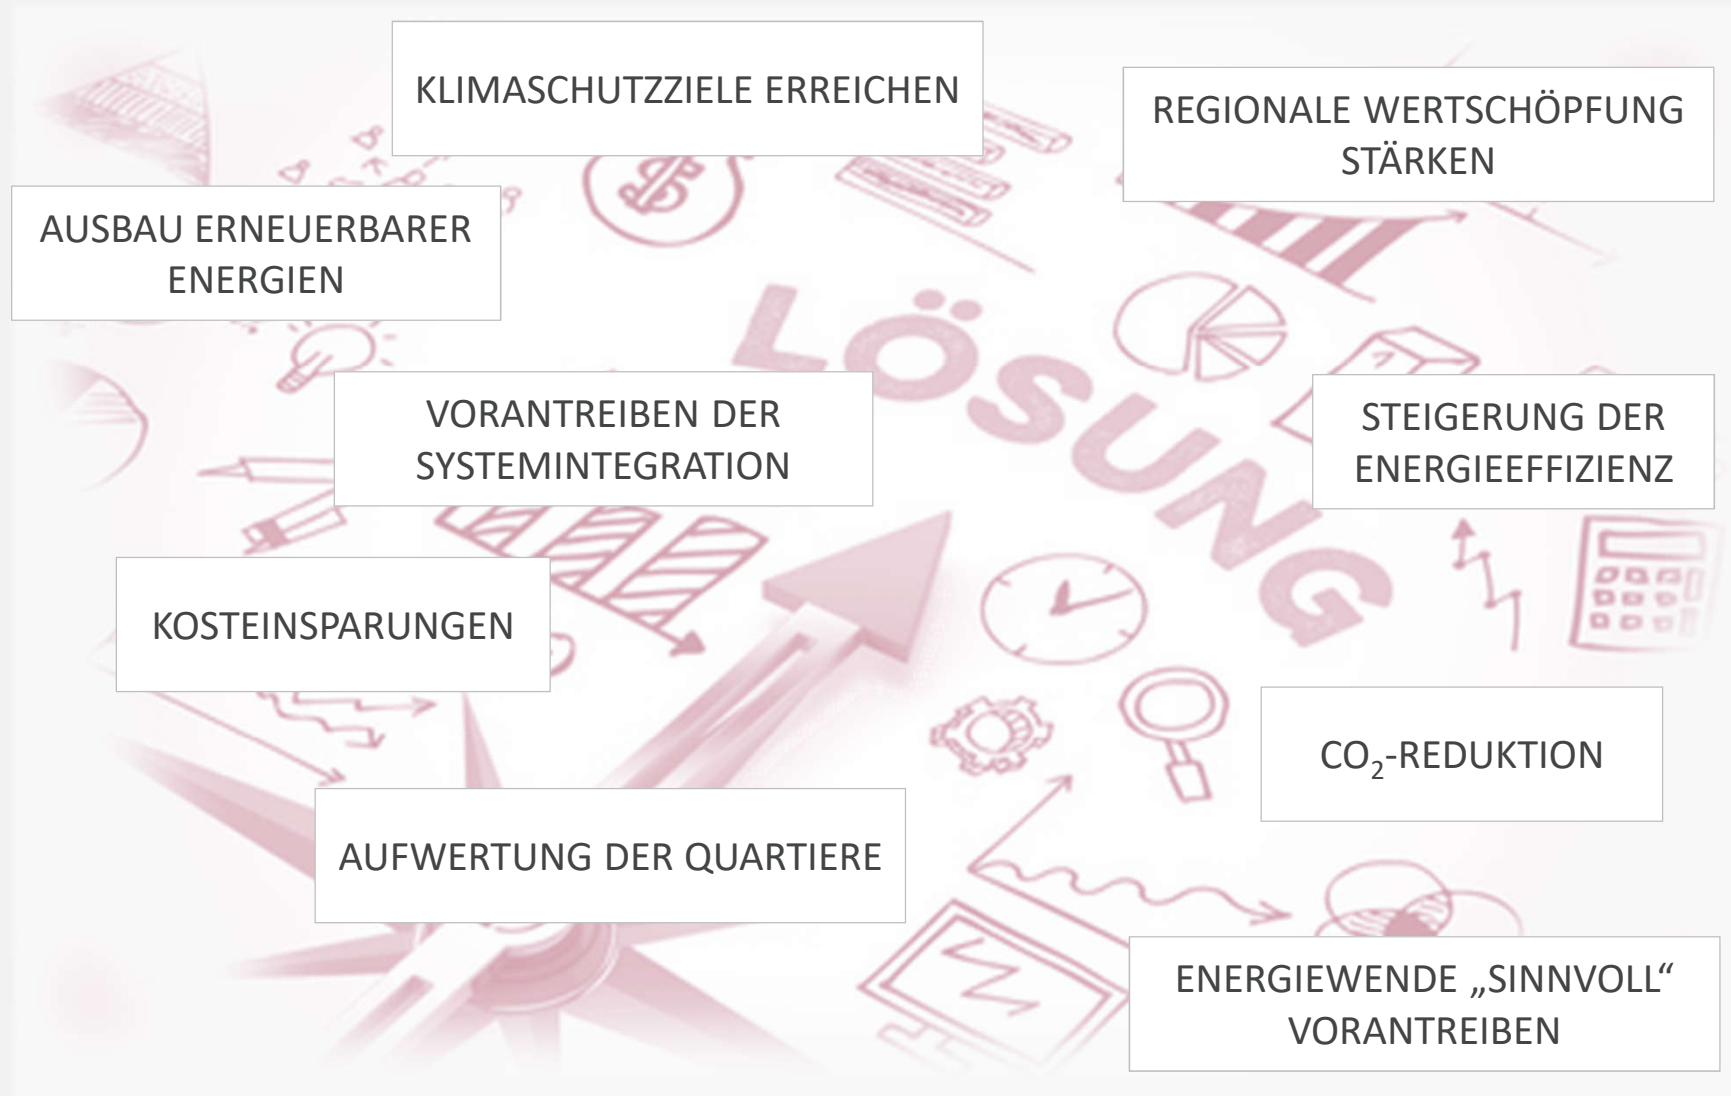 KLIMASCHUTZZIELE ERREICHEN
REGIONALE WERTSCHÖPFUNG
STÄRKEN
AUSBAU ERNEUERBARER
ENERGIEN
LÖSUNG
VORANTREIBEN DER
SYSTEMINTEGRATION
STEIGERUNG DER
ENERGIEEFFIZIENZ
KOSTEINSPARUNGEN
CO₂-REDUKTION
AUFWERTUNG DER QUARTIERE
ENERGIEWENDE „SINNVOLL“
VORANTREIBEN